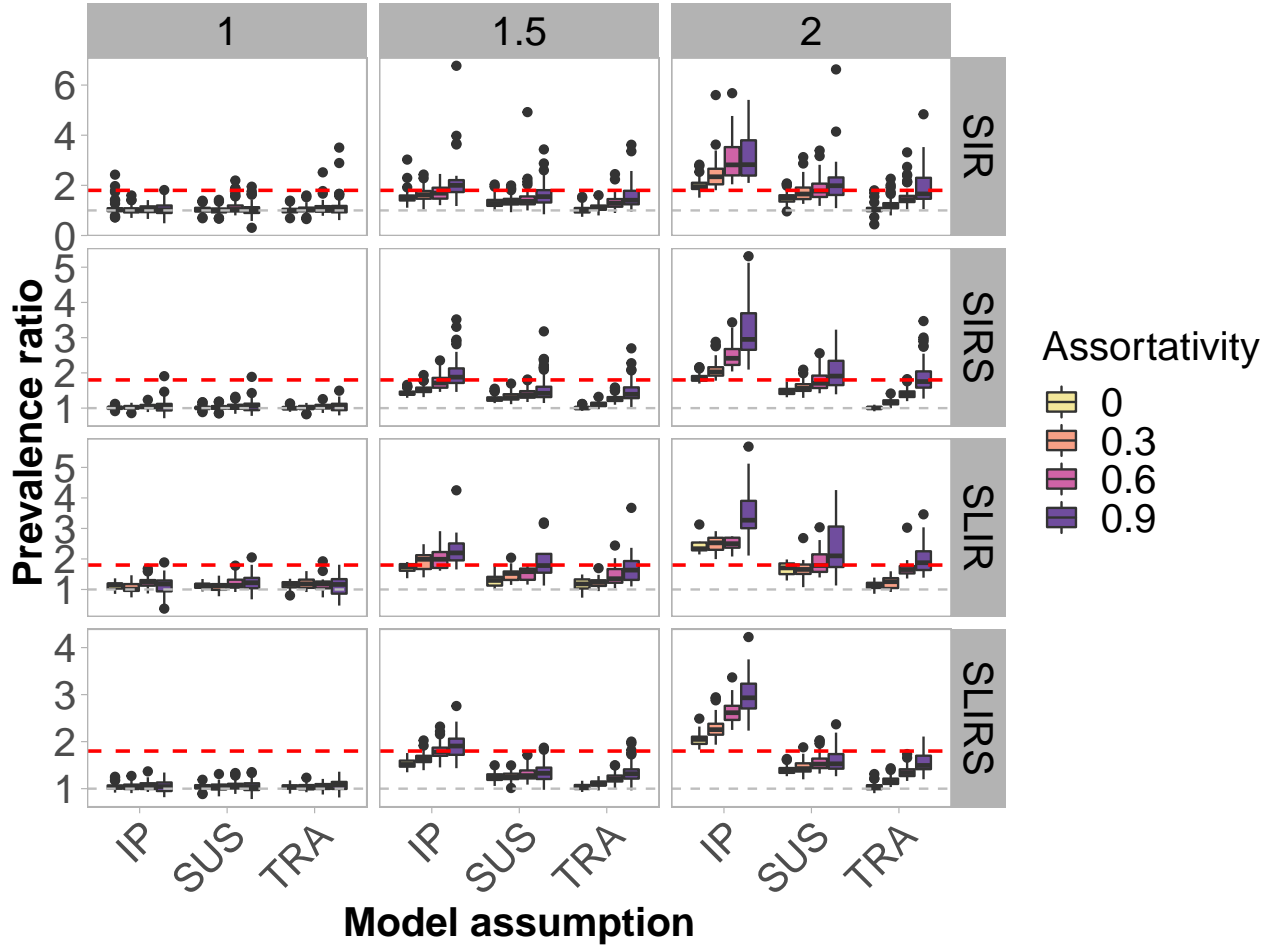 1 1.5 2
Prevalence ratio
6
4
2
0
SIR
5
4
3
2
1
SIRS
5
4
3
2
1
SLIR
4
3
2
1
SLIRS
IP SUS TRA IP SUS TRA IP SUS TRA
Model assumption
Assortativity
0
0.3
0.6
0.9